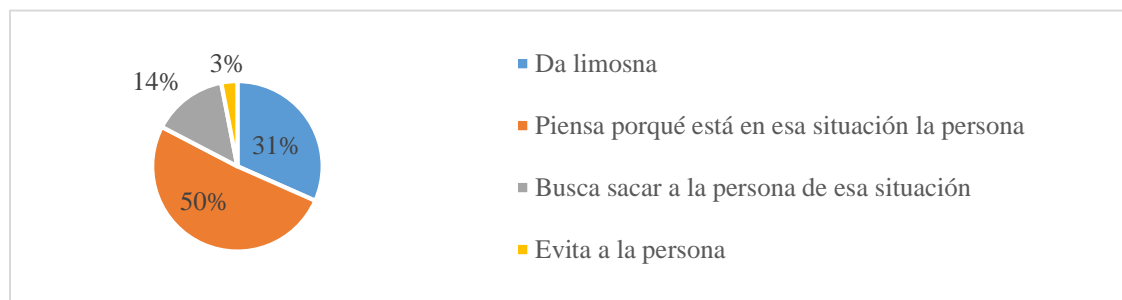 3%
14%
31%
50%
Da limosna
Piensa porqué está en esa situación la persona
Busca sacar a la persona de esa situación
Evita a la persona